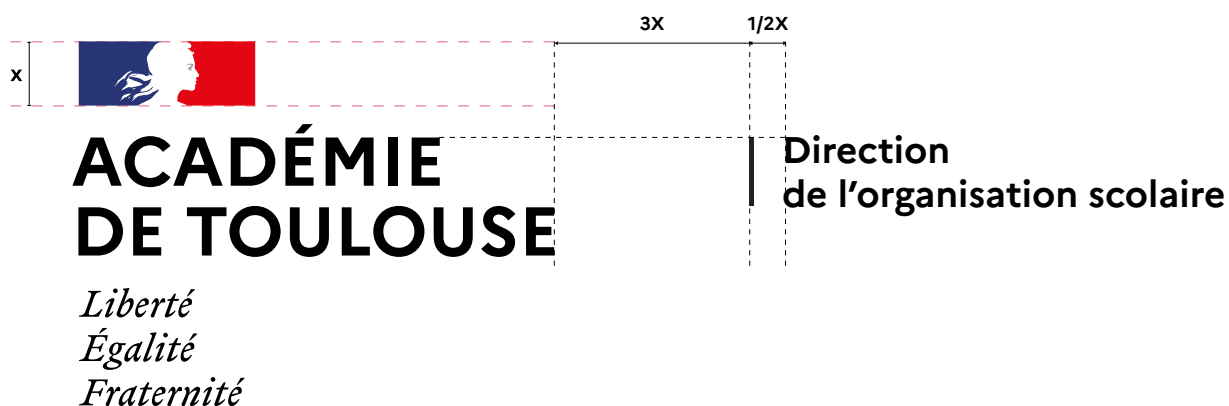 3X
1/2X
X
ACADÉMIE
DE TOULOUSE
Direction
de l’organisation scolaire
Liberté
Égalité
Fraternité